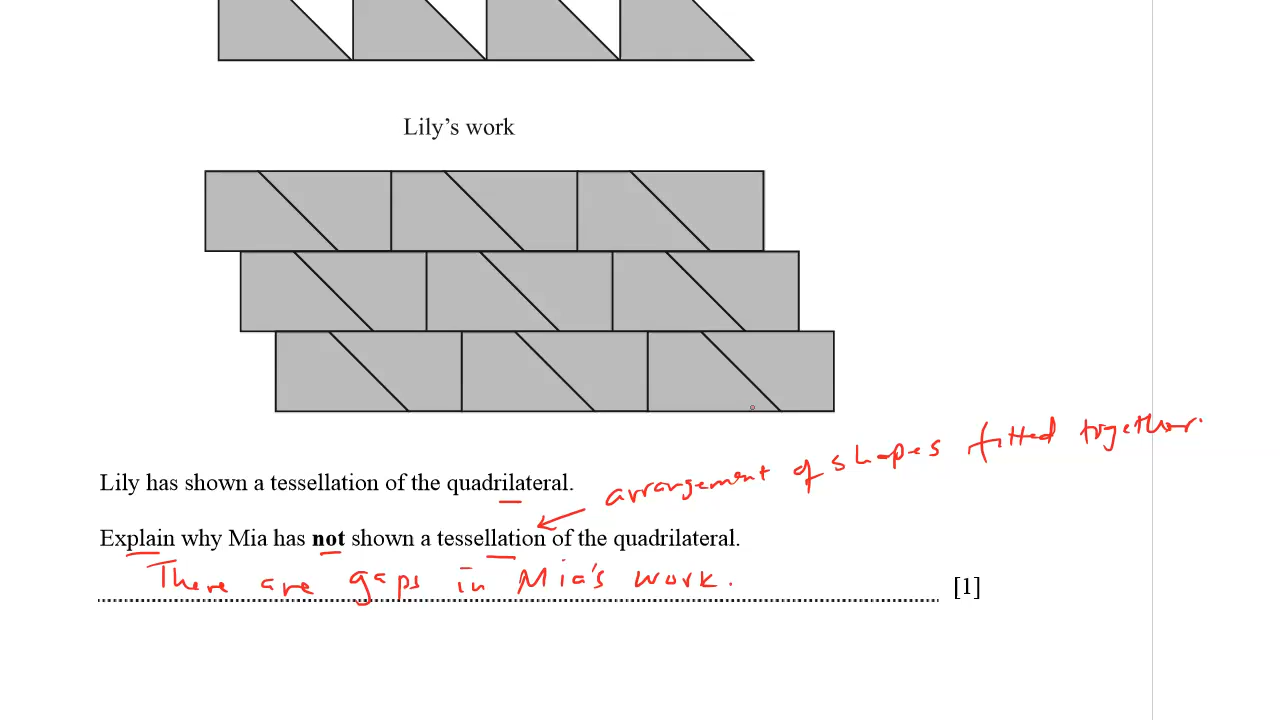 Lily's work
arrangement of shapes fitted together.
Lily has shown a tessellation of the quadrilateral.
Explain why Mia has not shown a tessellation of the quadrilateral.
There are gaps in Mia's work.
[1]